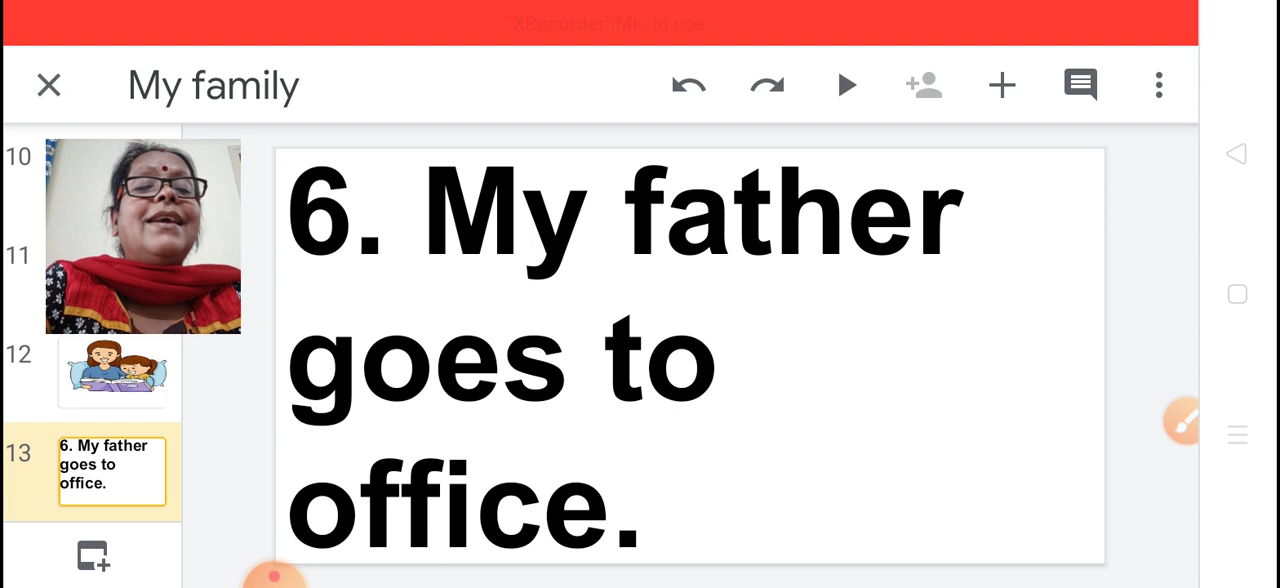 "XRecorder",Mic in use
My family
10
11
12
13
6. My father
goes to
office.
6. My father
goes to
office.